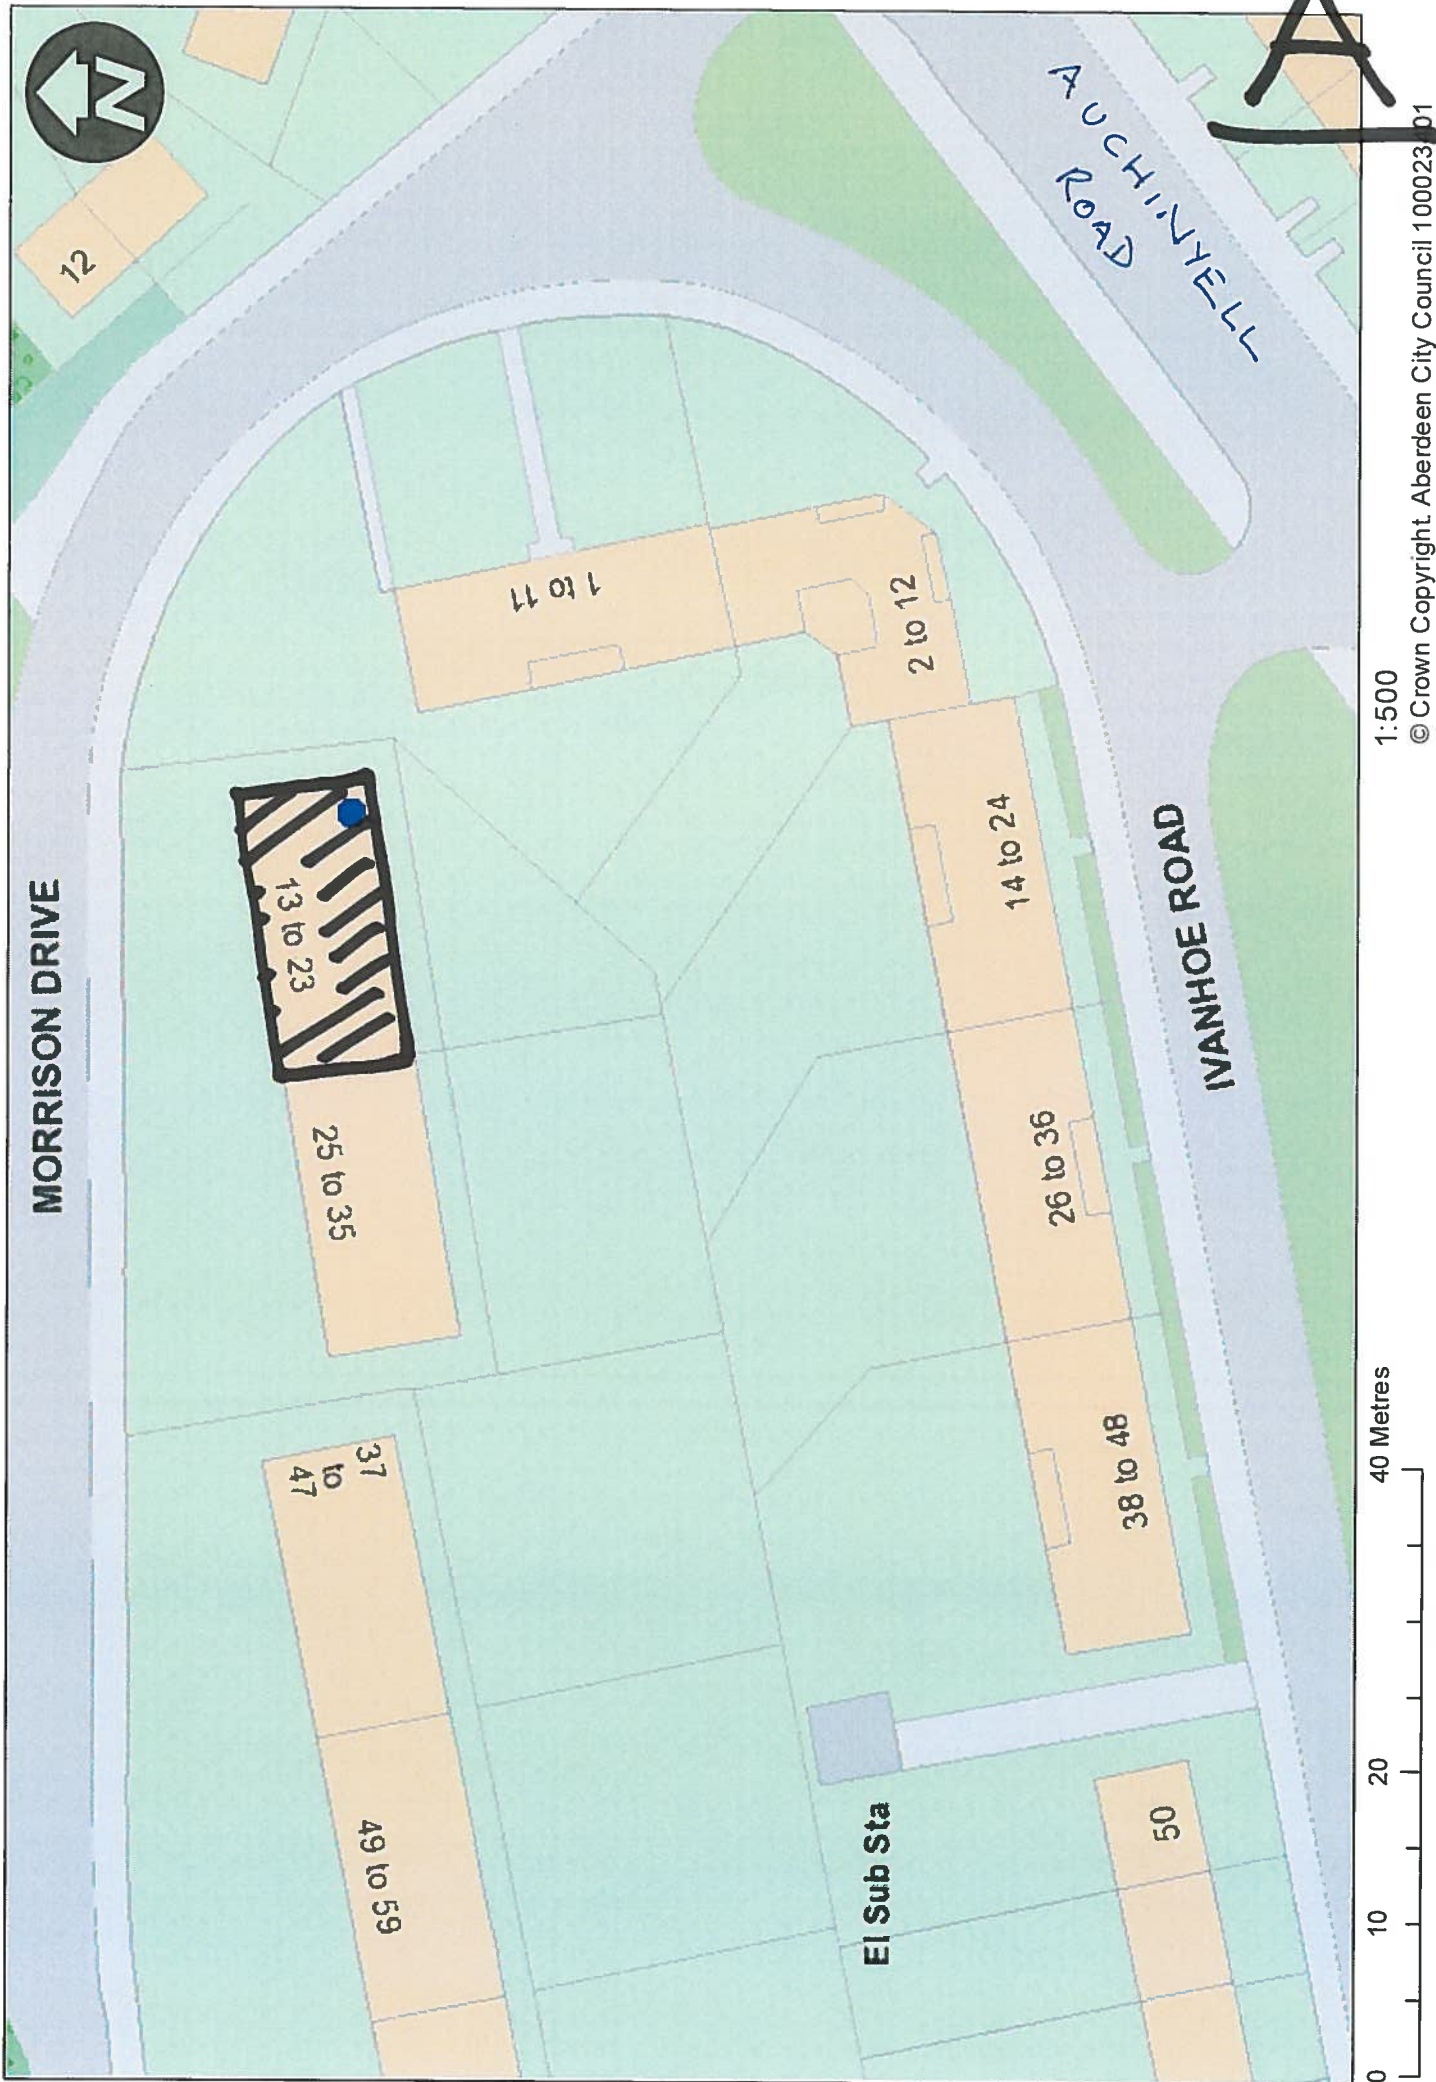 N
A
AUCHINYELL
ROAD
12
MORRISON DRIVE
1 to 11
2 to 12
13 to 23
14 to 24
25 to 35
26 to 36
37
to
47
38 to 48
49 to 59
50
El Sub Sta
IVANHOE ROAD
1:500
0 10 20 40 Metres
© Crown Copyright. Aberdeen City Council 100023401